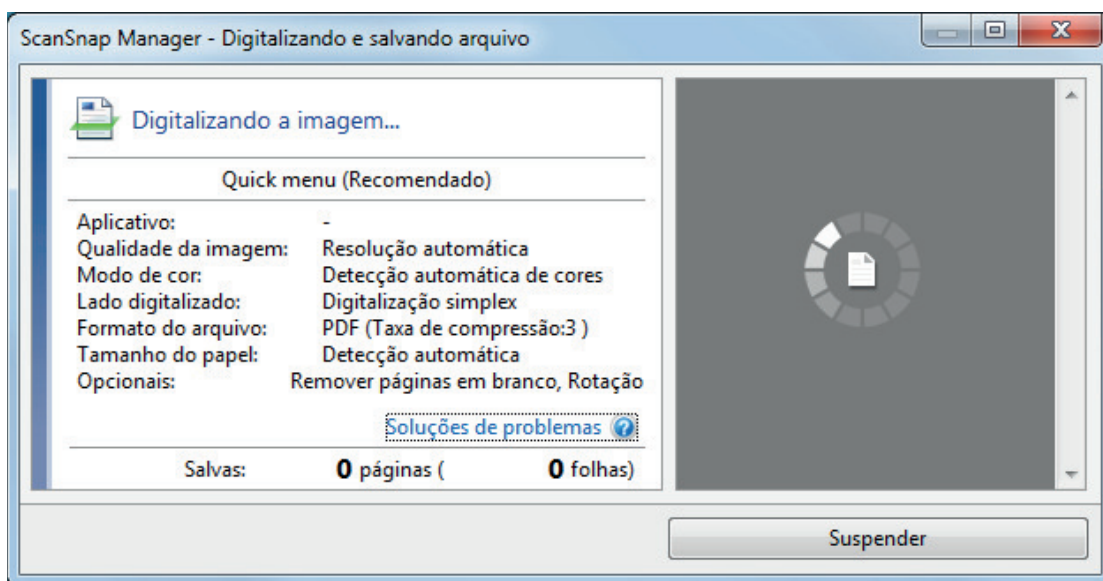 ScanSnap Manager - Digitalizando e salvando arquivo
Digitalizando a imagem...
Quick menu (Recomendado)
Aplicativo: -
Qualidade da imagem: Resolução automática
Modo de cor: Detecção automática de cores
Lado digitalizado: Digitalização simplex
Formato do arquivo: PDF (Taxa de compressão:3 )
Tamanho do papel: Detecção automática
Opcionais: Remover páginas em branco, Rotação
Soluções de problemas
Salvas: 0 páginas ( 0 folhas)
Suspender